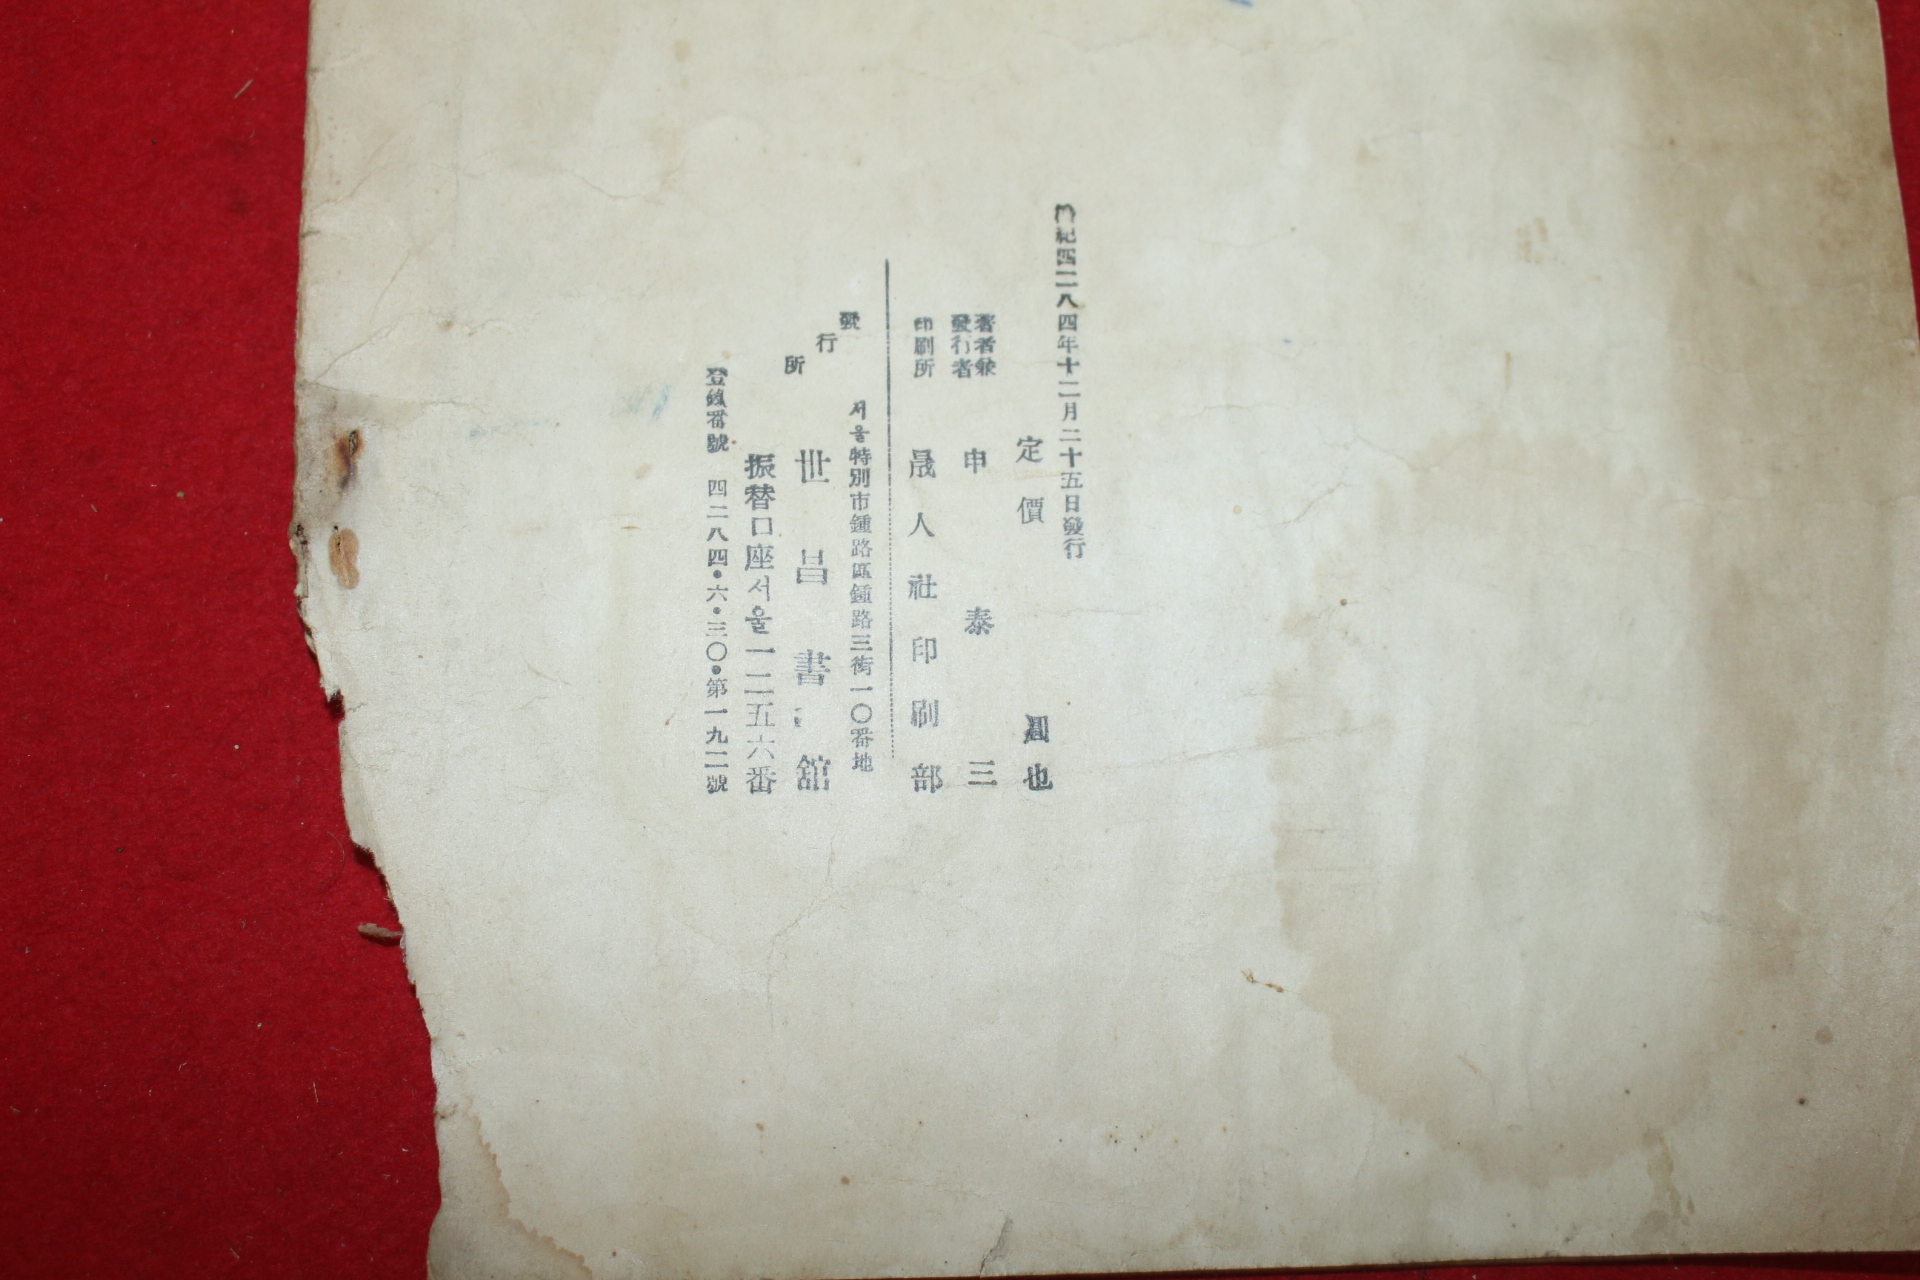 檀紀四二八四年十二月二十五日發行
定價 圓也
著者兼發行者 申泰三
印刷所 晟人社印刷部
發行所
서울特別市鍾路區鍾路三街一〇番地
世昌書舘
振替口座서울一二五六番
登錄番號 四二八四•六•三〇•第一九二號